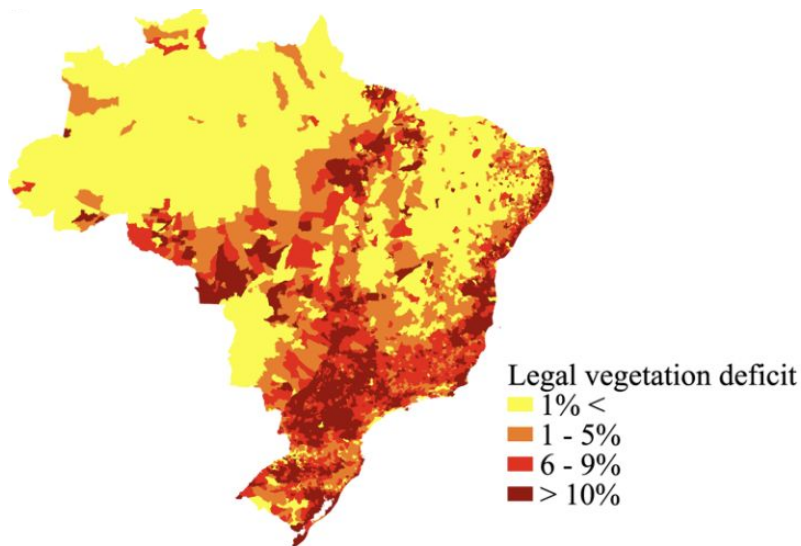 Legal vegetation deficit
1% <
1 - 5%
6 - 9%
> 10%